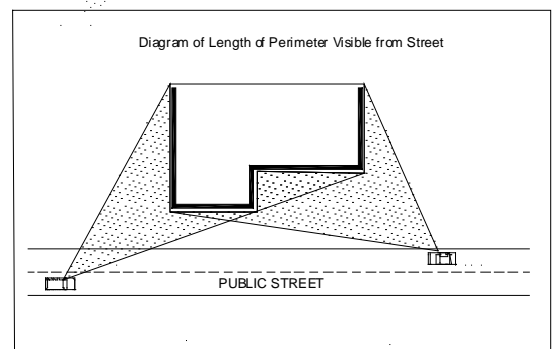 Diagram of Length of Perimeter Visible from Street
PUBLIC STREET